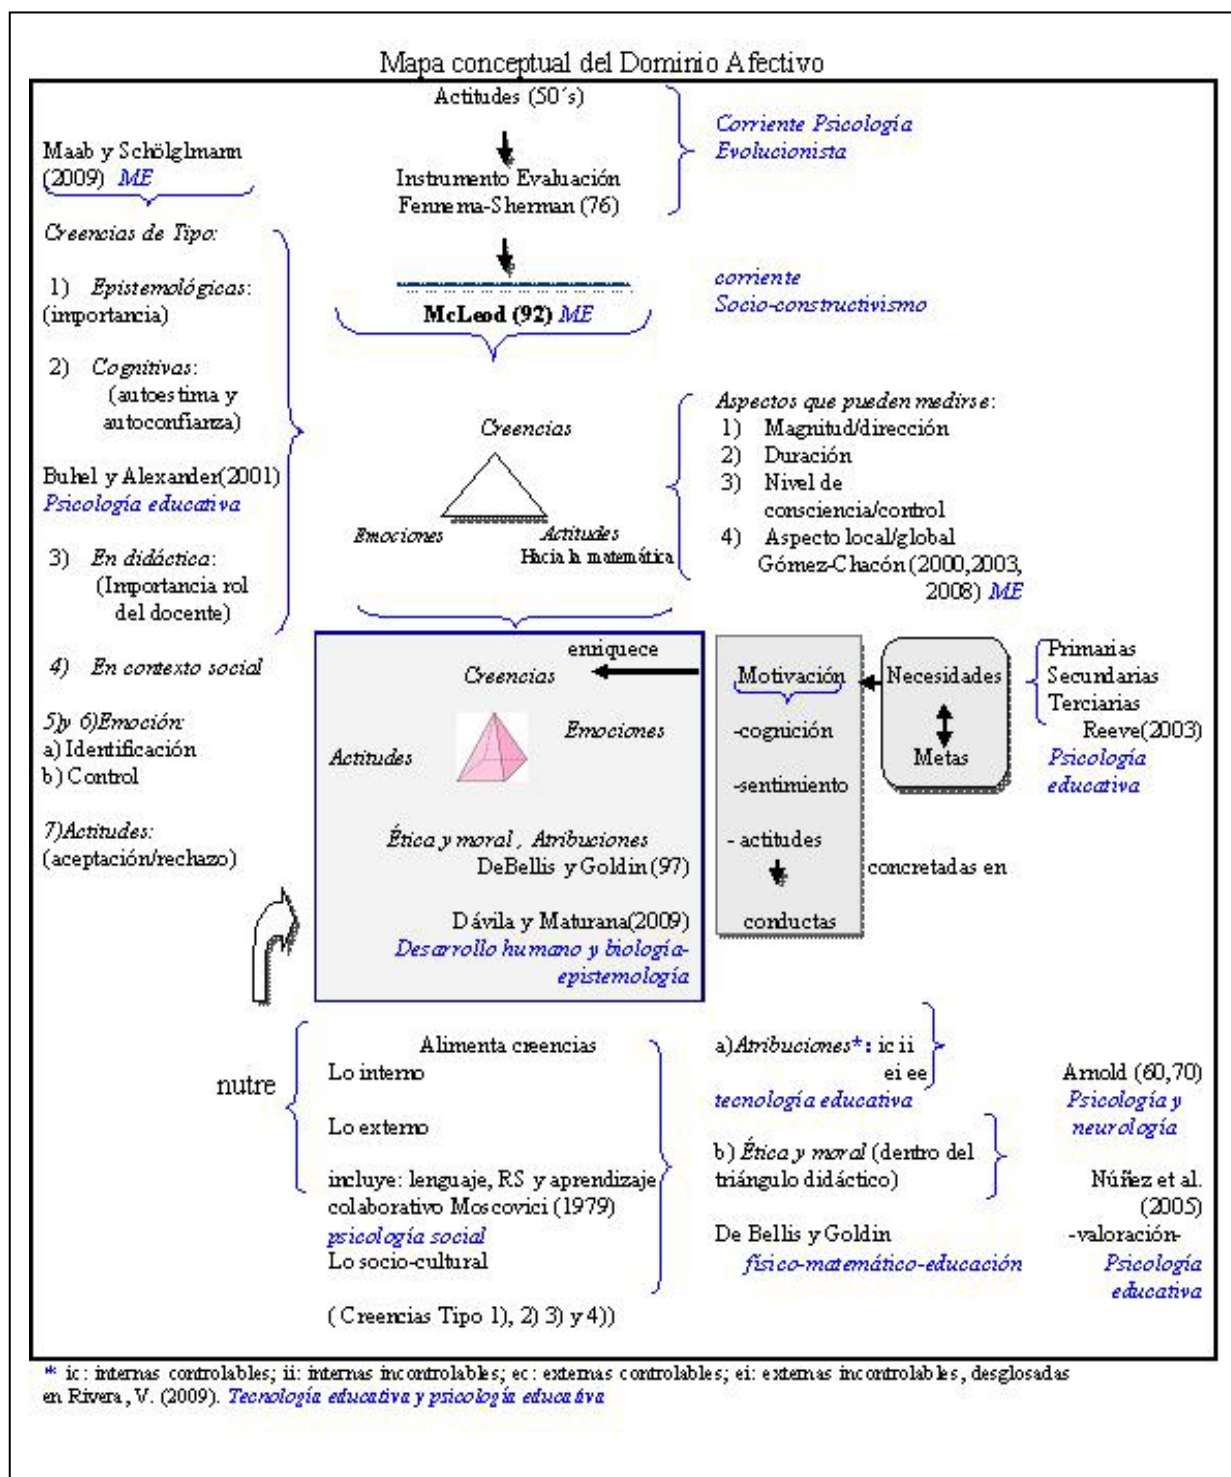 Mapa conceptual del Dominio Afectivo
Actitudes (50´s)
Corriente Psicología
Evolucionista
Instrumento Evaluación
Fennema-Sherman (76)
Maab y Schölglmann
(2009) ME
Creencias de Tipo:
1) Epistemológicas:
(importancia)
2) Cognitivas:
(autoestima y
autoconfianza)
Buhel y Alexander(2001)
Psicología educativa
3) En didáctica:
(Importancia rol
del docente)
4) En contexto social
5)y 6)Emoción:
a) Identificación
b) Control
7)Actitudes:
(aceptación/rechazo)
corriente
Socio-constructivismo
McLeod (92) ME
Creencias
Emociones
Actitudes
Hacia la matemática
Aspectos que pueden medirse:
1) Magnitud/dirección
2) Duración
3) Nivel de
consciencia/control
4) Aspecto local/global
Gómez-Chacón (2000,2003,
2008) ME
enriquece
Creencias
Emociones
Actitudes
Ética y moral , Atribuciones
DeBellis y Goldin (97)
Dávila y Maturana(2009)
Desarrollo humano y biología-
epistemología
Motivación
-cognición
-sentimiento
- actitudes
conductas
Necesidades
Metas
Primarias
Secundarias
Terciarias
Reeve(2003)
Psicología
educativa
concretadas en
nutre
Alimenta creencias
Lo interno
Lo externo
incluye: lenguaje, RS y aprendizaje
colaborativo Moscovici (1979)
psicología social
Lo socio-cultural
( Creencias Tipo 1), 2) 3) y 4))
a)Atribuciones*: ic ii
ei ee
tecnología educativa
b) Ética y moral (dentro del
triángulo didáctico)
De Bellis y Goldin
físico-matemático-educación
Arnold (60,70)
Psicología y
neurología
Núñez et al.
(2005)
-valoración-
Psicología
educativa
* ic: internas controlables; ii: internas incontrolables; ec: externas controlables; ei: externas incontrolables, desglosadas
en Rivera, V. (2009). Tecnología educativa y psicología educatíva